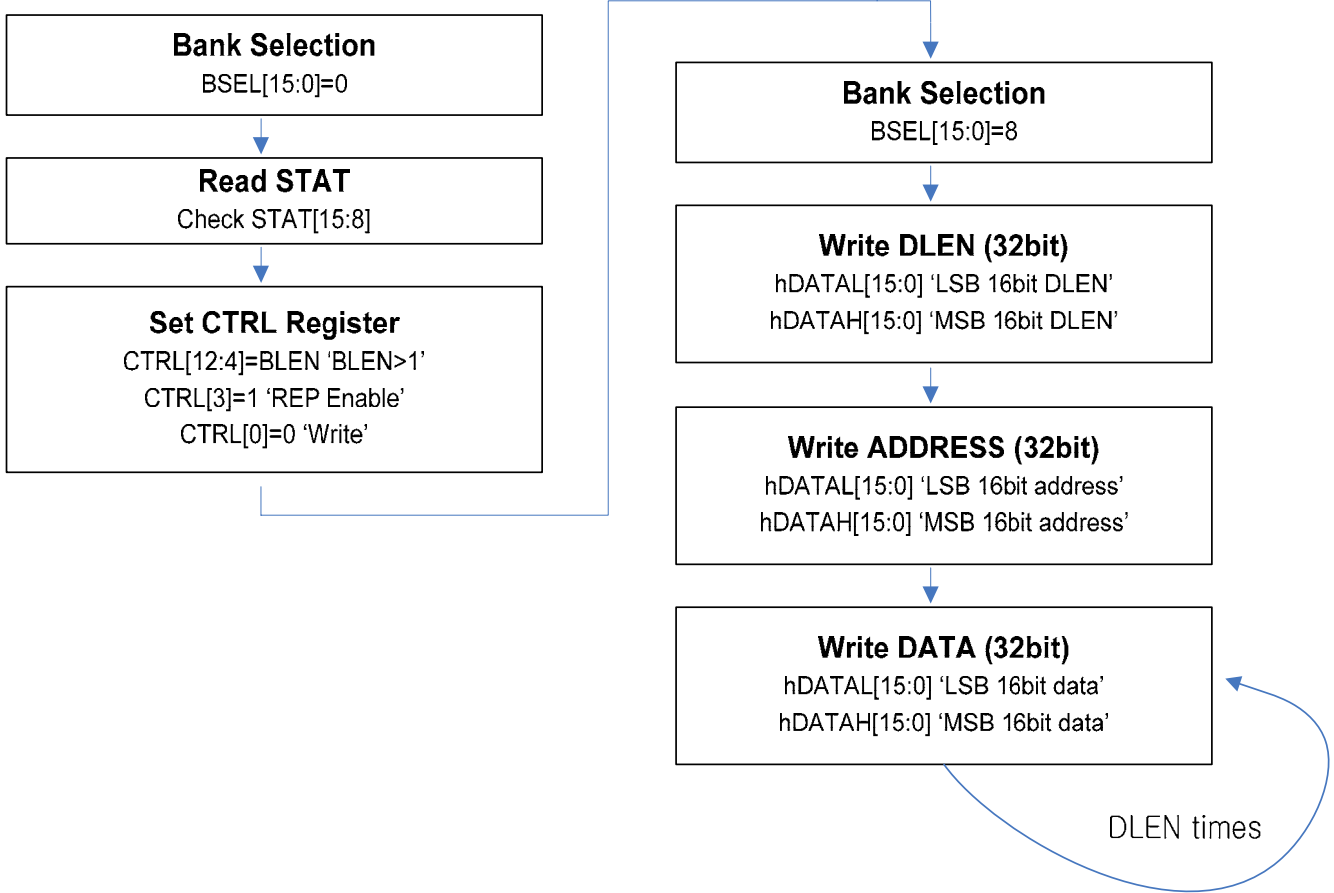 Bank Selection
BSEL[15:0]=0
Read STAT
Check STAT[15:8]
Set CTRL Register
CTRL[12:4]=BLEN ‘BLEN>1’
CTRL[3]=1 ‘REP Enable’
CTRL[0]=0 ‘Write’
Bank Selection
BSEL[15:0]=8
Write DLEN (32bit)
hDATAL[15:0] ‘LSB 16bit DLEN’
hDATAH[15:0] ‘MSB 16bit DLEN’
Write ADDRESS (32bit)
hDATAL[15:0] ‘LSB 16bit address’
hDATAH[15:0] ‘MSB 16bit address’
Write DATA (32bit)
hDATAL[15:0] ‘LSB 16bit data’
hDATAH[15:0] ‘MSB 16bit data’
DLEN times